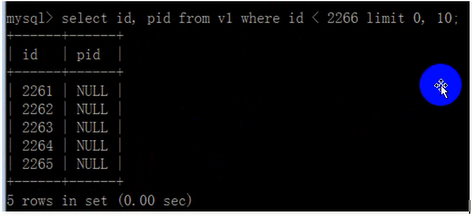 mysql> select id, pid from v1 where id < 2266 limit 0, 10;
+------+------+
| id   | pid  |
+------+------+
| 2261 | NULL |
| 2262 | NULL |
| 2263 | NULL |
| 2264 | NULL |
| 2265 | NULL |
+------+------+
5 rows in set (0.00 sec)